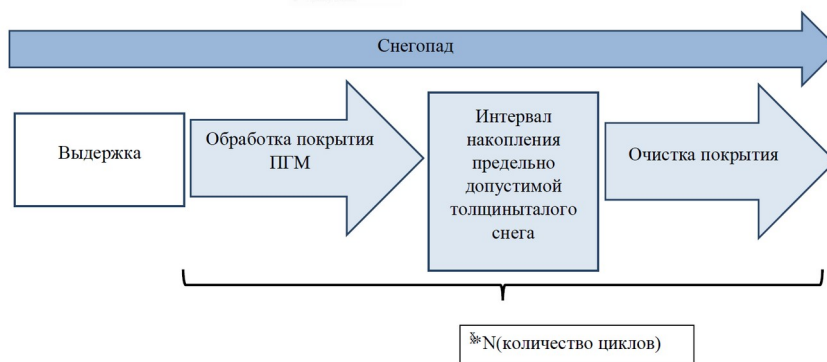 Снегопад
Выдержка
Обработка покрытия
ПГМ
Интервал
накопления
предельно
допустимой
толщиныталого
снега
Очистка покрытия
*N(количество циклов)